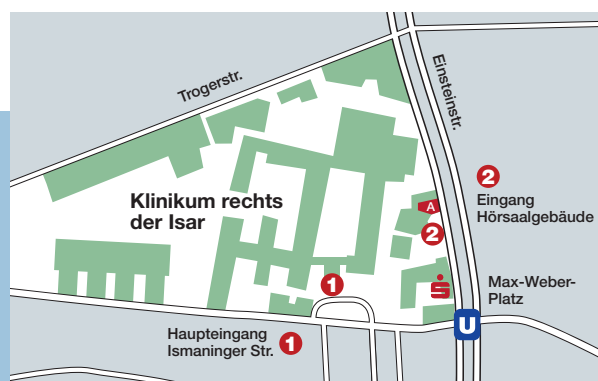 Trogerstr.
Einsteinstr.
Klinikum rechts
der Isar
A
2
2
Eingang
Hörsaalgebäude
1
S
Max-Weber-
Platz
U
Haupteingang
Ismaninger Str. 1